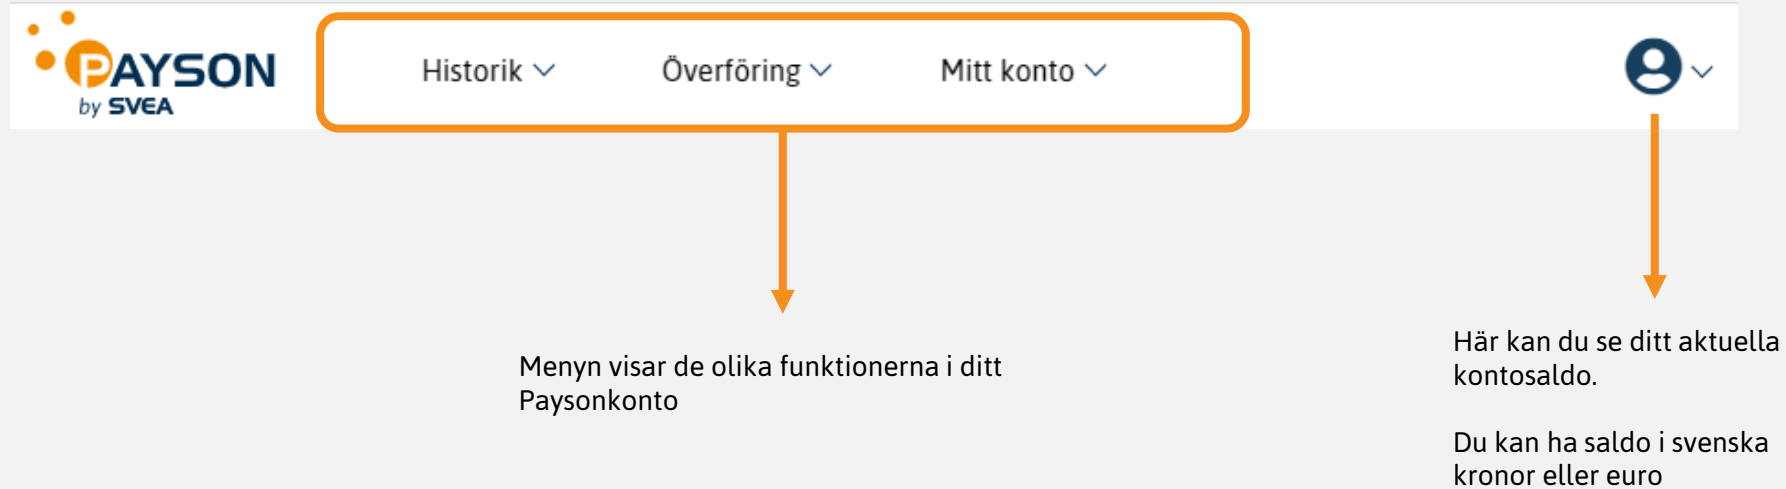 PAYSON
by SVEA
Historik
Överföring
Mitt konto
Menyn visar de olika funktionerna i ditt
Paysonkonto
Här kan du se ditt aktuella
kontosaldo.
Du kan ha saldo i svenska
kronor eller euro